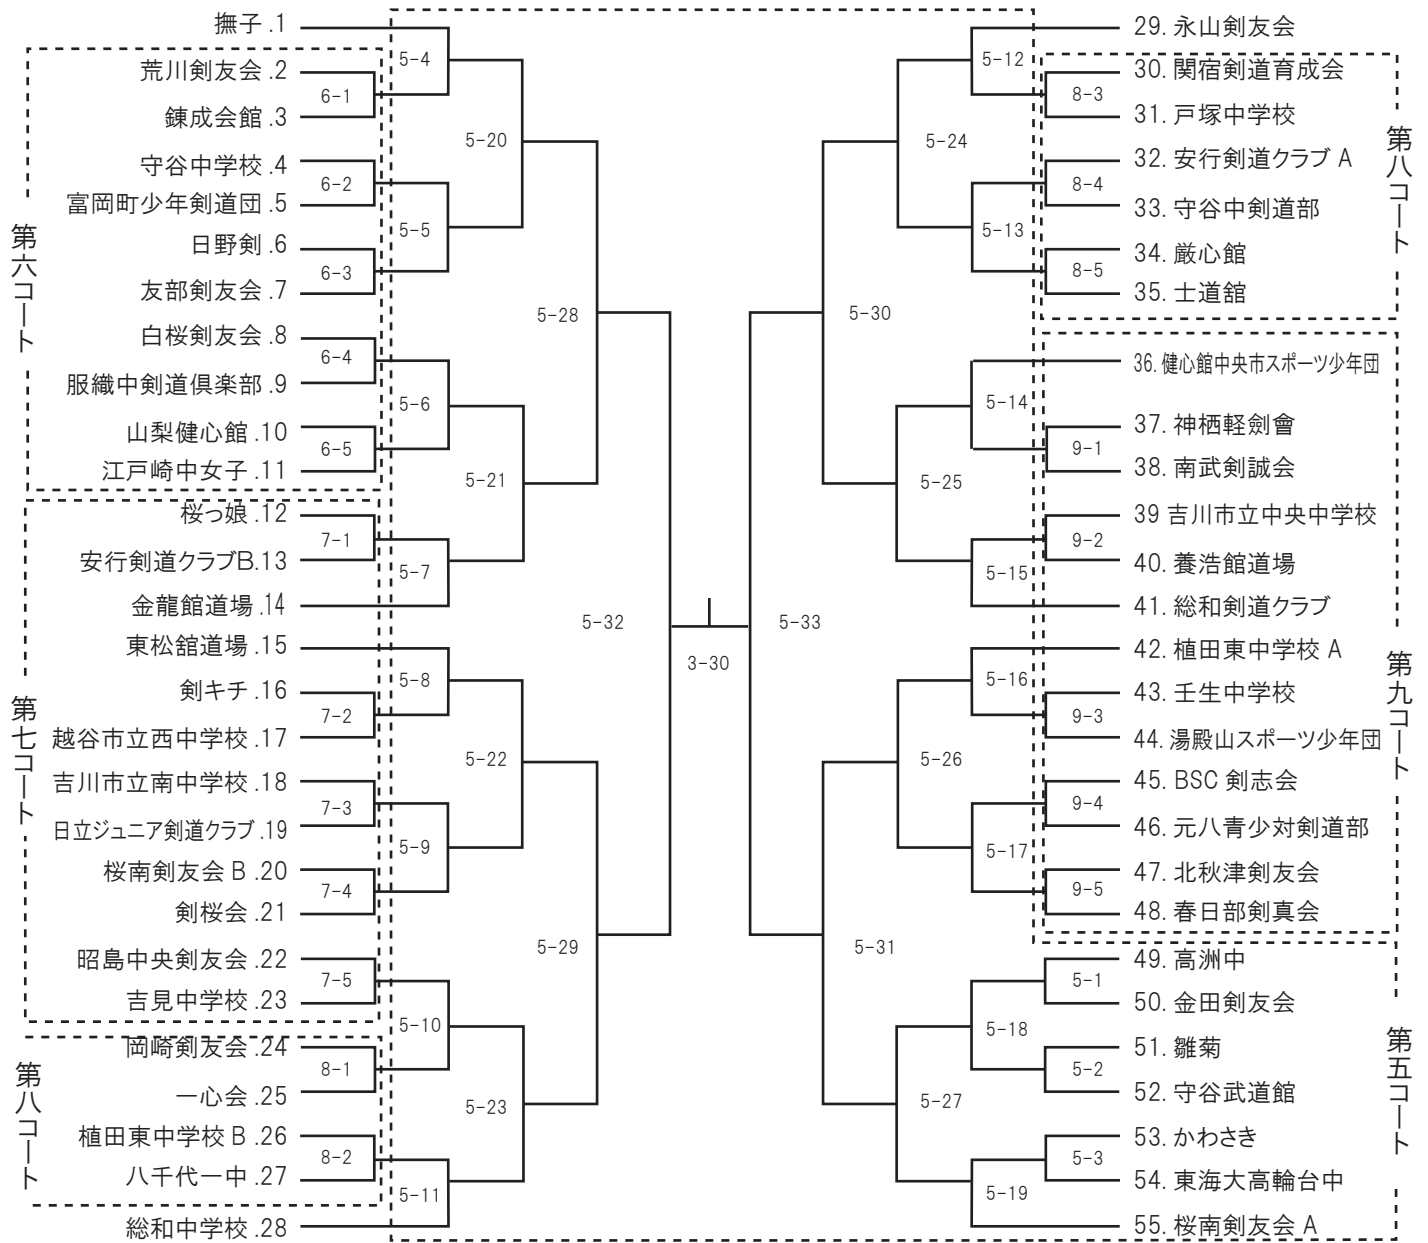 撫子 .1
荒川剣友会 .2
錬成会館 .3
守谷中学校 .4
富岡町少年剣道団 .5
日野剣 .6
友部剣友会 .7
白桜剣友会 .8
服織中剣道倶楽部 .9
山梨健心館 .10
江戸崎中女子 .11
桜っ娘 .12
安行剣道クラブB.13
金龍館道場 .14
東松舘道場 .15
剣キチ .16
越谷市立西中学校 .17
吉川市立南中学校 .18
日立ジュニア剣道クラブ .19
桜南剣友会 B .20
剣桜会 .21
昭島中央剣友会 .22
吉見中学校 .23
岡崎剣友会 .24
一心会 .25
植田東中学校 B .26
八千代一中 .27
総和中学校 .28
第六コート
第七コート
第八コート
6-1
6-2
6-3
6-4
6-5
7-1
7-2
7-3
7-4
7-5
8-1
8-2
5-4
5-5
5-6
5-7
5-8
5-9
5-10
5-11
5-20
5-21
5-22
5-23
5-28
5-29
5-32
3-30
5-33
5-30
5-31
5-24
5-25
5-26
5-27
5-12
5-13
5-14
5-15
5-16
5-17
5-18
5-19
8-3
8-4
8-5
9-1
9-2
9-3
9-4
9-5
5-1
5-2
5-3
29. 永山剣友会
30. 関宿剣道育成会
31. 戸塚中学校
32. 安行剣道クラブ A
33. 守谷中剣道部
34. 厳心館
35. 士道舘
36. 健心館中央市スポーツ少年団
37. 神栖軽劍會
38. 南武剣誠会
39 吉川市立中央中学校
40. 養浩館道場
41. 総和剣道クラブ
42. 植田東中学校 A
43. 壬生中学校
44. 湯殿山スポーツ少年団
45. BSC 剣志会
46. 元八青少対剣道部
47. 北秋津剣友会
48. 春日部剣真会
49. 高洲中
50. 金田剣友会
51. 雛菊
52. 守谷武道館
53. かわさき
54. 東海大高輪台中
55. 桜南剣友会 A
第八コート
第九コート
第五コート